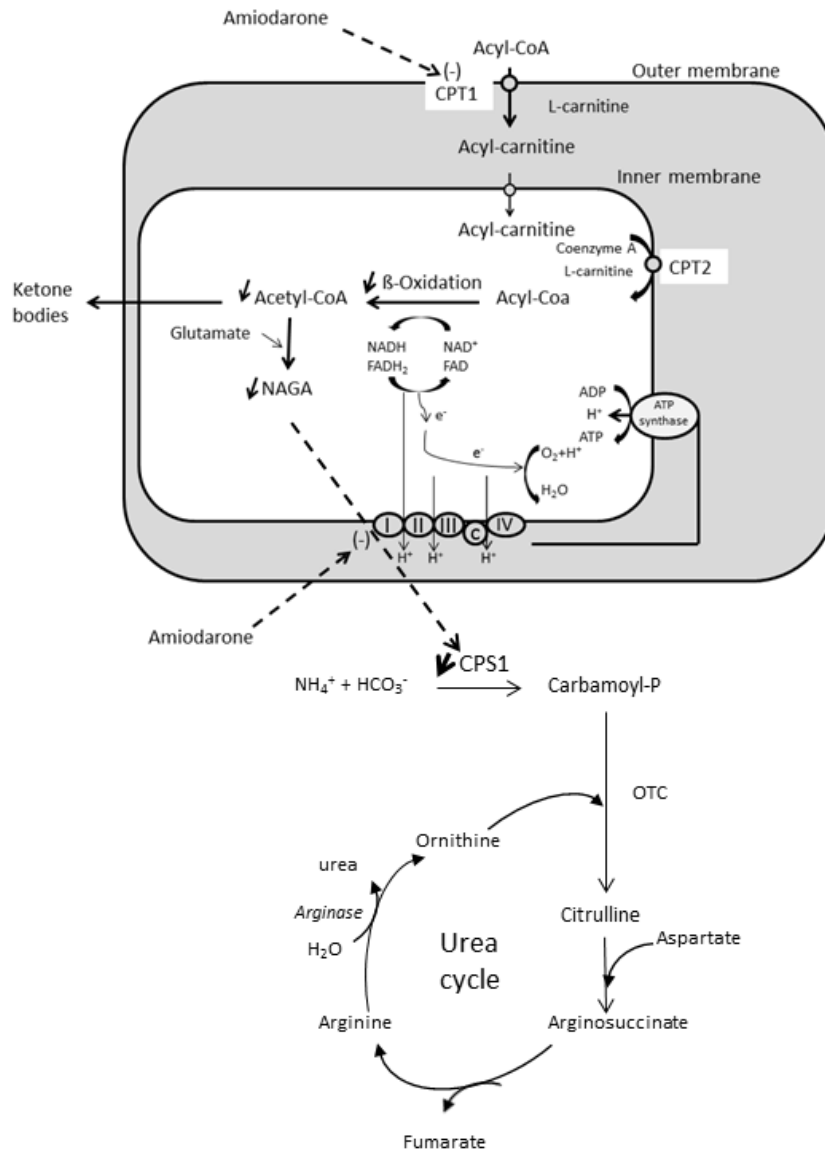 Amiodarone
Acyl-CoA
(-)
CPT1
Outer membrane
L-carnitine
Acyl-carnitine
Inner membrane
Acyl-carnitine
Coenzyme A
L-carnitine
CPT2
Ketone
bodies
Acetyl-CoA
ß-Oxidation
Acyl-Coa
Glutamate
NADH
FADH₂
NAD⁺
FAD
NAGA
e⁻
e⁻
ADP
H⁺
ATP
ATP
synthase
O₂+H⁺
H₂O
I
II
III
C
IV
(-)
H⁺
H⁺
H⁺
Amiodarone
CPS1
NH₄⁺ + HCO₃⁻
Carbamoyl-P
OTC
Ornithine
urea
Arginase
H₂O
Citrulline
Aspartate
Urea
cycle
Arginine
Arginosuccinate
Fumarate